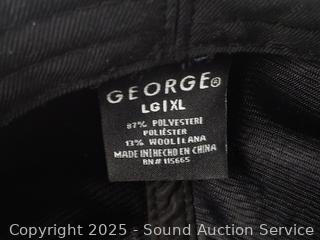 GEORGE®
LG|XL
87% POLYESTER|
POLIÉSTER
13% WOOL|LANA
MADE IN|HECHO EN CHINA
RN# 115665
Copyright 2025 - Sound Auction Service